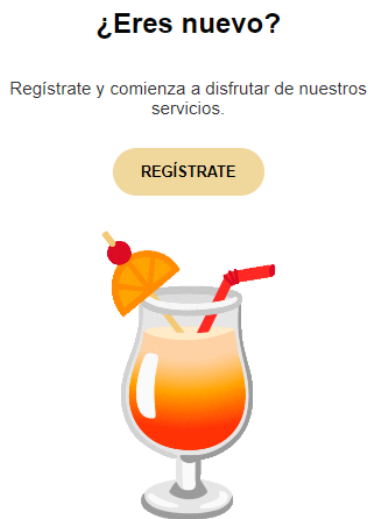 ¿Eres nuevo?
Regístrate y comienza a disfrutar de nuestros
servicios.
REGÍSTRATE